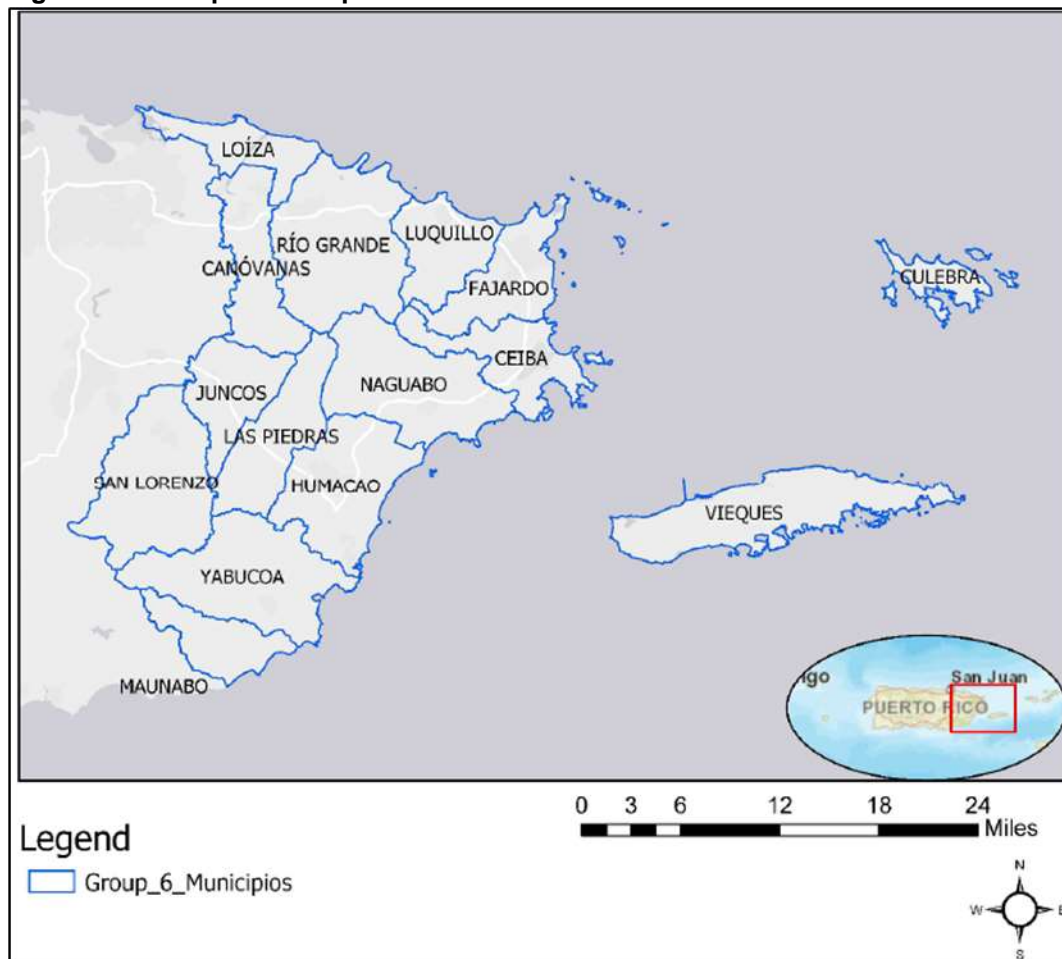 LOÍZA
LUQUILLO
RÍO GRANDE
CANÓVANAS
FAJARDO
CULEBRA
CEIBA
NAGUABO
JUNCOS
LAS PIEDRAS
SAN LORENZO
HUMACAO
VIEQUES
YABUCOA
MAUNABO
San Juan
PUERTO RICO
0 3 6 12 18 24
Miles
Legend
Group_6_Municipios
N
W E
S